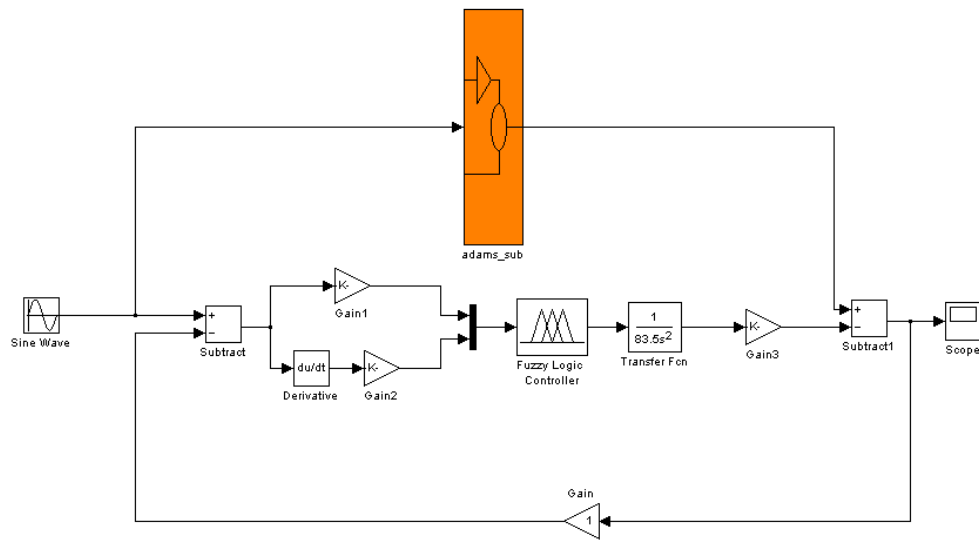 adams_sub
Sine Wave
+
−
Subtract
K-
Gain1
du/dt
Derivative
K-
Gain2
Fuzzy Logic
Controller
1
83.5s2
Transfer Fcn
K-
Gain3
+
−
Subtract1
Scope
Gain
1